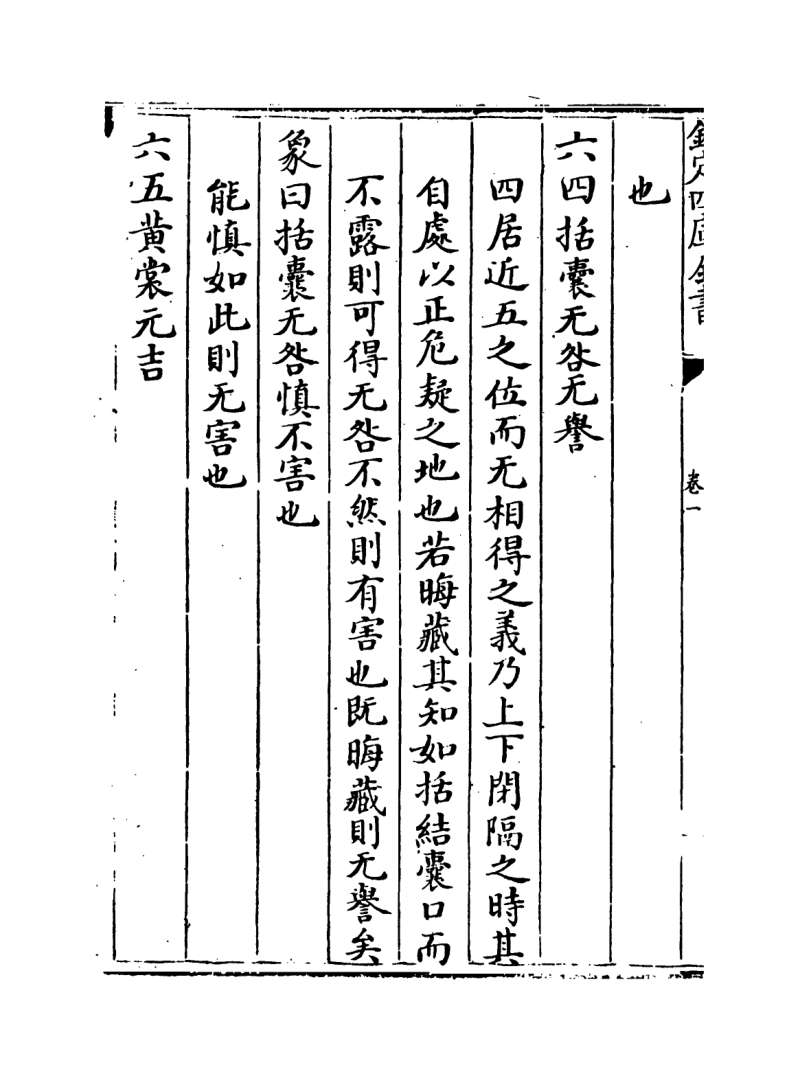 欽定四庫全書
卷一
也
六四括囊无咎无譽
四居近五之位而无相得之義乃上下閉隔之時其
自處以正危疑之地也若晦藏其知如括結囊口而
不露則可得无咎不然則有害也既晦藏則无譽矣
象曰括囊无咎慎不害也
能慎如此則无害也
六五黄裳元吉